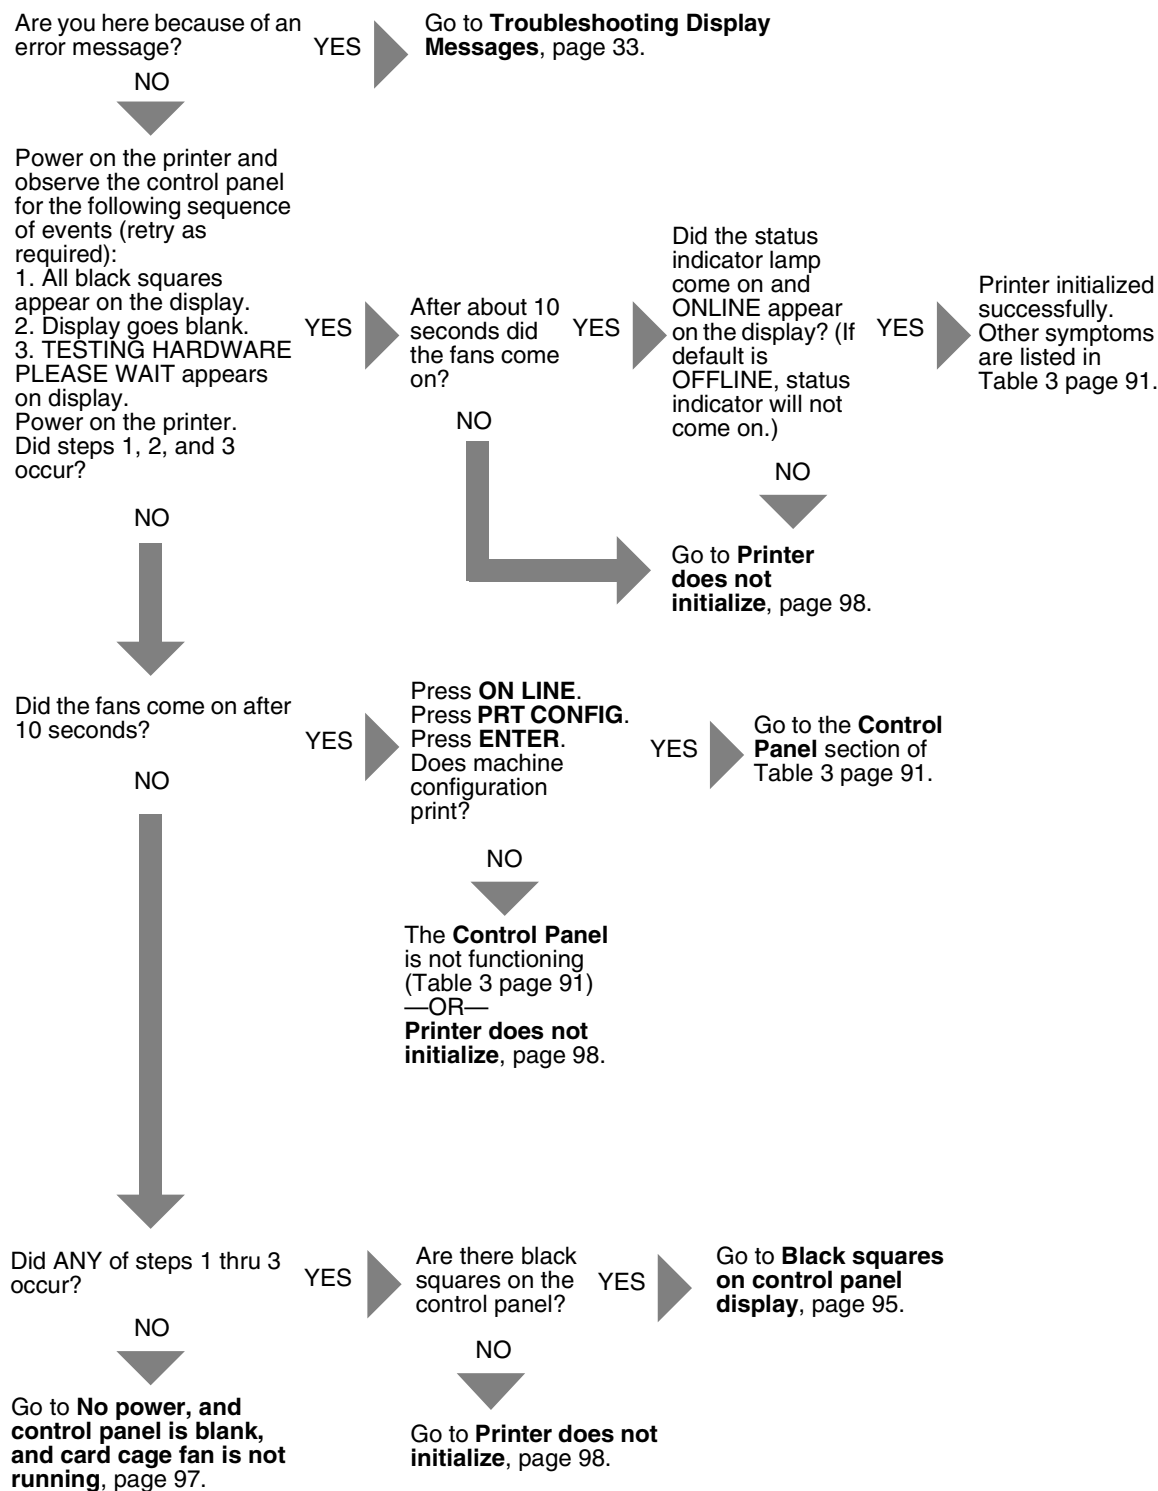 Are you here because of an
error message?
YES
Go to Troubleshooting Display
Messages, page 33.
NO
Power on the printer and
observe the control panel
for the following sequence
of events (retry as
required):
1. All black squares
appear on the display.
2. Display goes blank.
3. TESTING HARDWARE
PLEASE WAIT appears
on display.
Power on the printer.
Did steps 1, 2, and 3
occur?
YES
After about 10
seconds did
the fans come
on?
YES
Did the status
indicator lamp
come on and
ONLINE appear
on the display? (If
default is
OFFLINE, status
indicator will not
come on.)
YES
Printer initialized
successfully.
Other symptoms
are listed in
Table 3 page 91.
NO
NO
NO
Go to Printer
does not
initialize, page 98.
Did the fans come on after
10 seconds?
YES
Press ON LINE.
Press PRT CONFIG.
Press ENTER.
Does machine
configuration
print?
YES
Go to the Control
Panel section of
Table 3 page 91.
NO
NO
The Control Panel
is not functioning
(Table 3 page 91)
—OR—
Printer does not
initialize, page 98.
Did ANY of steps 1 thru 3
occur?
YES
Are there black
squares on the
control panel?
YES
Go to Black squares
on control panel
display, page 95.
NO
NO
Go to No power, and
control panel is blank,
and card cage fan is not
running, page 97.
Go to Printer does not
initialize, page 98.